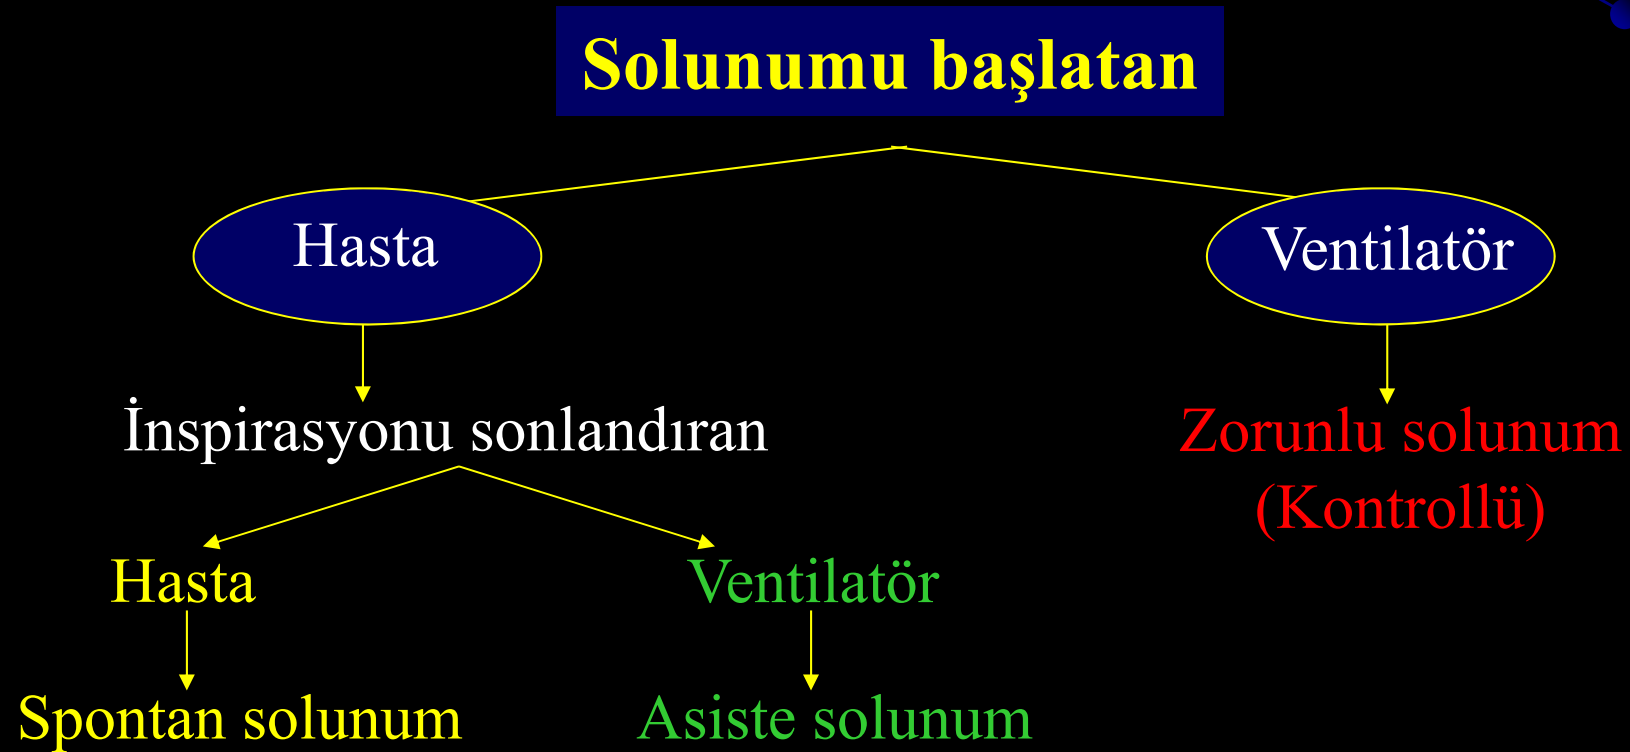 Solunumu başlatan
Hasta
Ventilatör
İnspirasyonu sonlandıran
Zorunlu solunum
(Kontrollü)
Hasta
Ventilatör
Spontan solunum
Asiste solunum